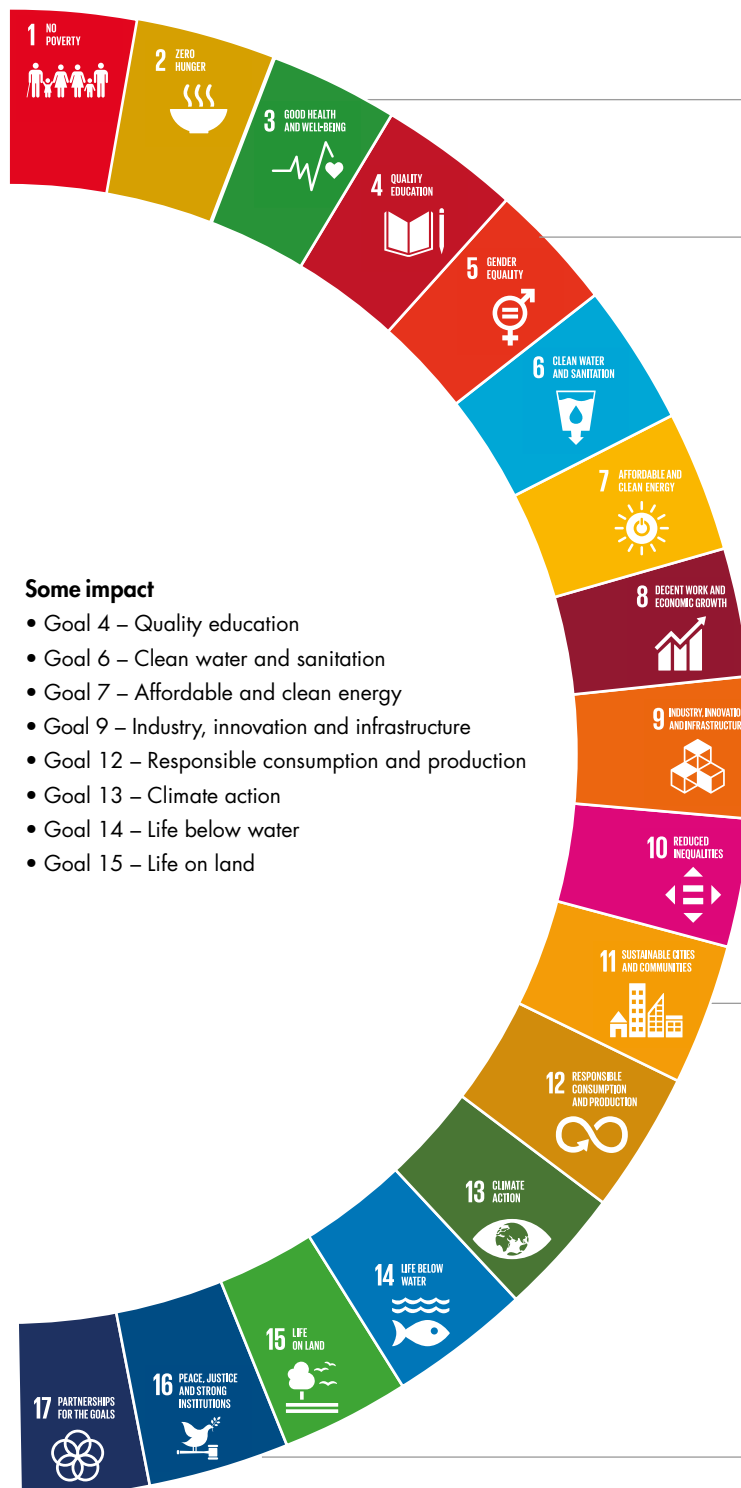 1 NO
POVERTY
2 ZERO
HUNGER
3 GOOD HEALTH
AND WELL-BEING
4 QUALITY
EDUCATION
5 GENDER
EQUALITY
6 CLEAN WATER
AND SANITATION
7 AFFORDABLE AND
CLEAN ENERGY
8 DECENT WORK AND
ECONOMIC GROWTH
9 INDUSTRY, INNOVATIO
AND INFRASTRUCTUR
10 REDUCED
INEQUALITIES
11 SUSTAINABLE CITIES
AND COMMUNITIES
12 RESPONSIBLE
CONSUMPTION
AND PRODUCTION
13 CLIMATE
ACTION
14 LIFE BELOW
WATER
15 LIFE
ON LAND
16 PEACE, JUSTICE
AND STRONG
INSTITUTIONS
17 PARTNERSHIPS
FOR THE GOALS
Some impact
• Goal 4 – Quality education
• Goal 6 – Clean water and sanitation
• Goal 7 – Affordable and clean energy
• Goal 9 – Industry, innovation and infrastructure
• Goal 12 – Responsible consumption and production
• Goal 13 – Climate action
• Goal 14 – Life below water
• Goal 15 – Life on land